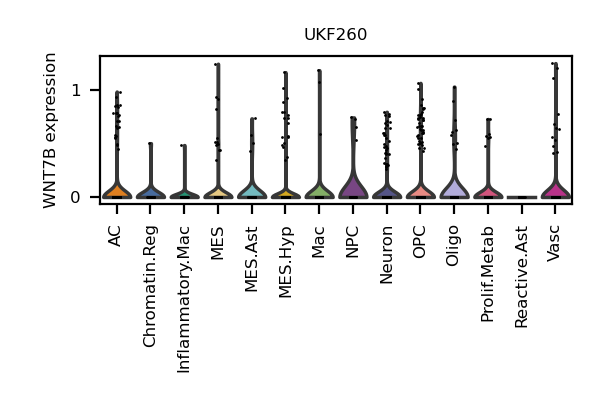 UKF260
WNT7B expression
1
0
AC
Chromatin.Reg
Inflammatory.Mac
MES
MES.Ast
MES.Hyp
Mac
NPC
Neuron
OPC
Oligo
Prolif.Metab
Reactive.Ast
Vasc